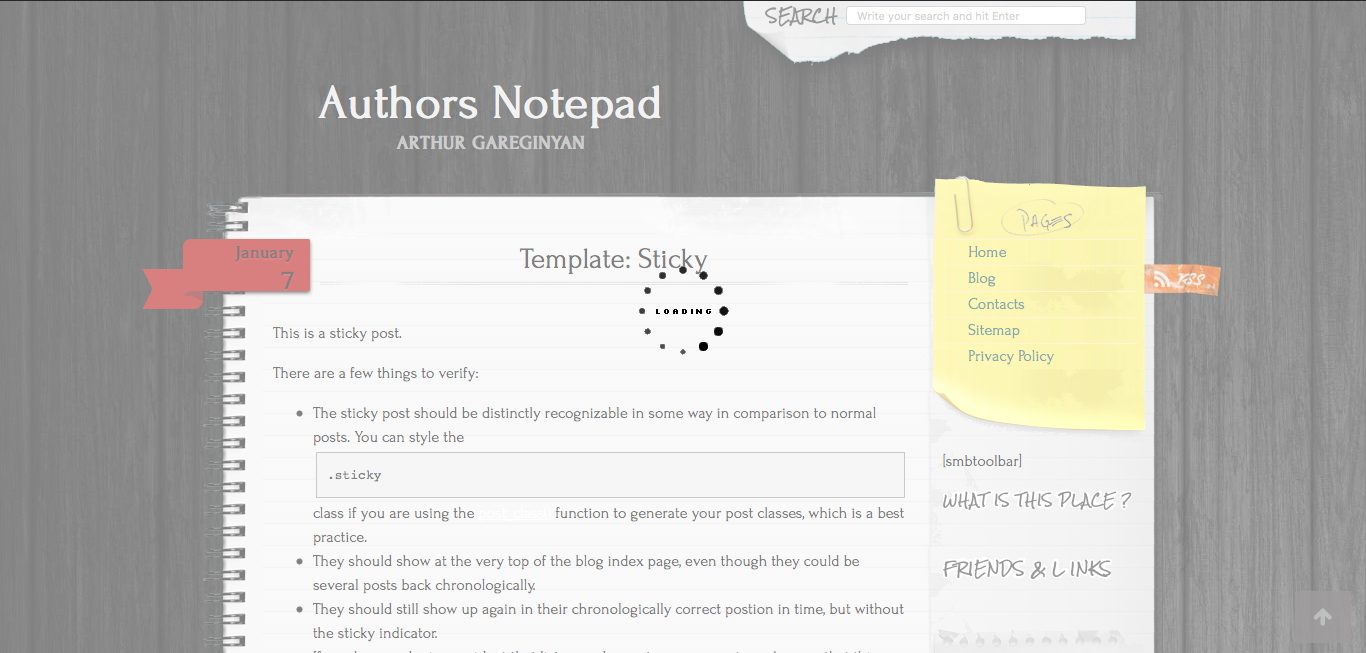 SEARCH
Write your search and hit Enter
Authors Notepad
ARTHUR GAREGINYAN
January
7
Template: Sticky
LOADING
This is a sticky post.
There are a few things to verify:
The sticky post should be distinctly recognizable in some way in comparison to normal
posts. You can style the
.sticky
class if you are using the post_class() function to generate your post classes, which is a best
practice.
They should show at the very top of the blog index page, even though they could be
several posts back chronologically.
They should still show up again in their chronologically correct postion in time, but without
the sticky indicator.
PAGES
Home
Blog
Contacts
Sitemap
Privacy Policy
RSS
[smbtoolbar]
WHAT IS THIS PLACE ?
FRIENDS & LINKS